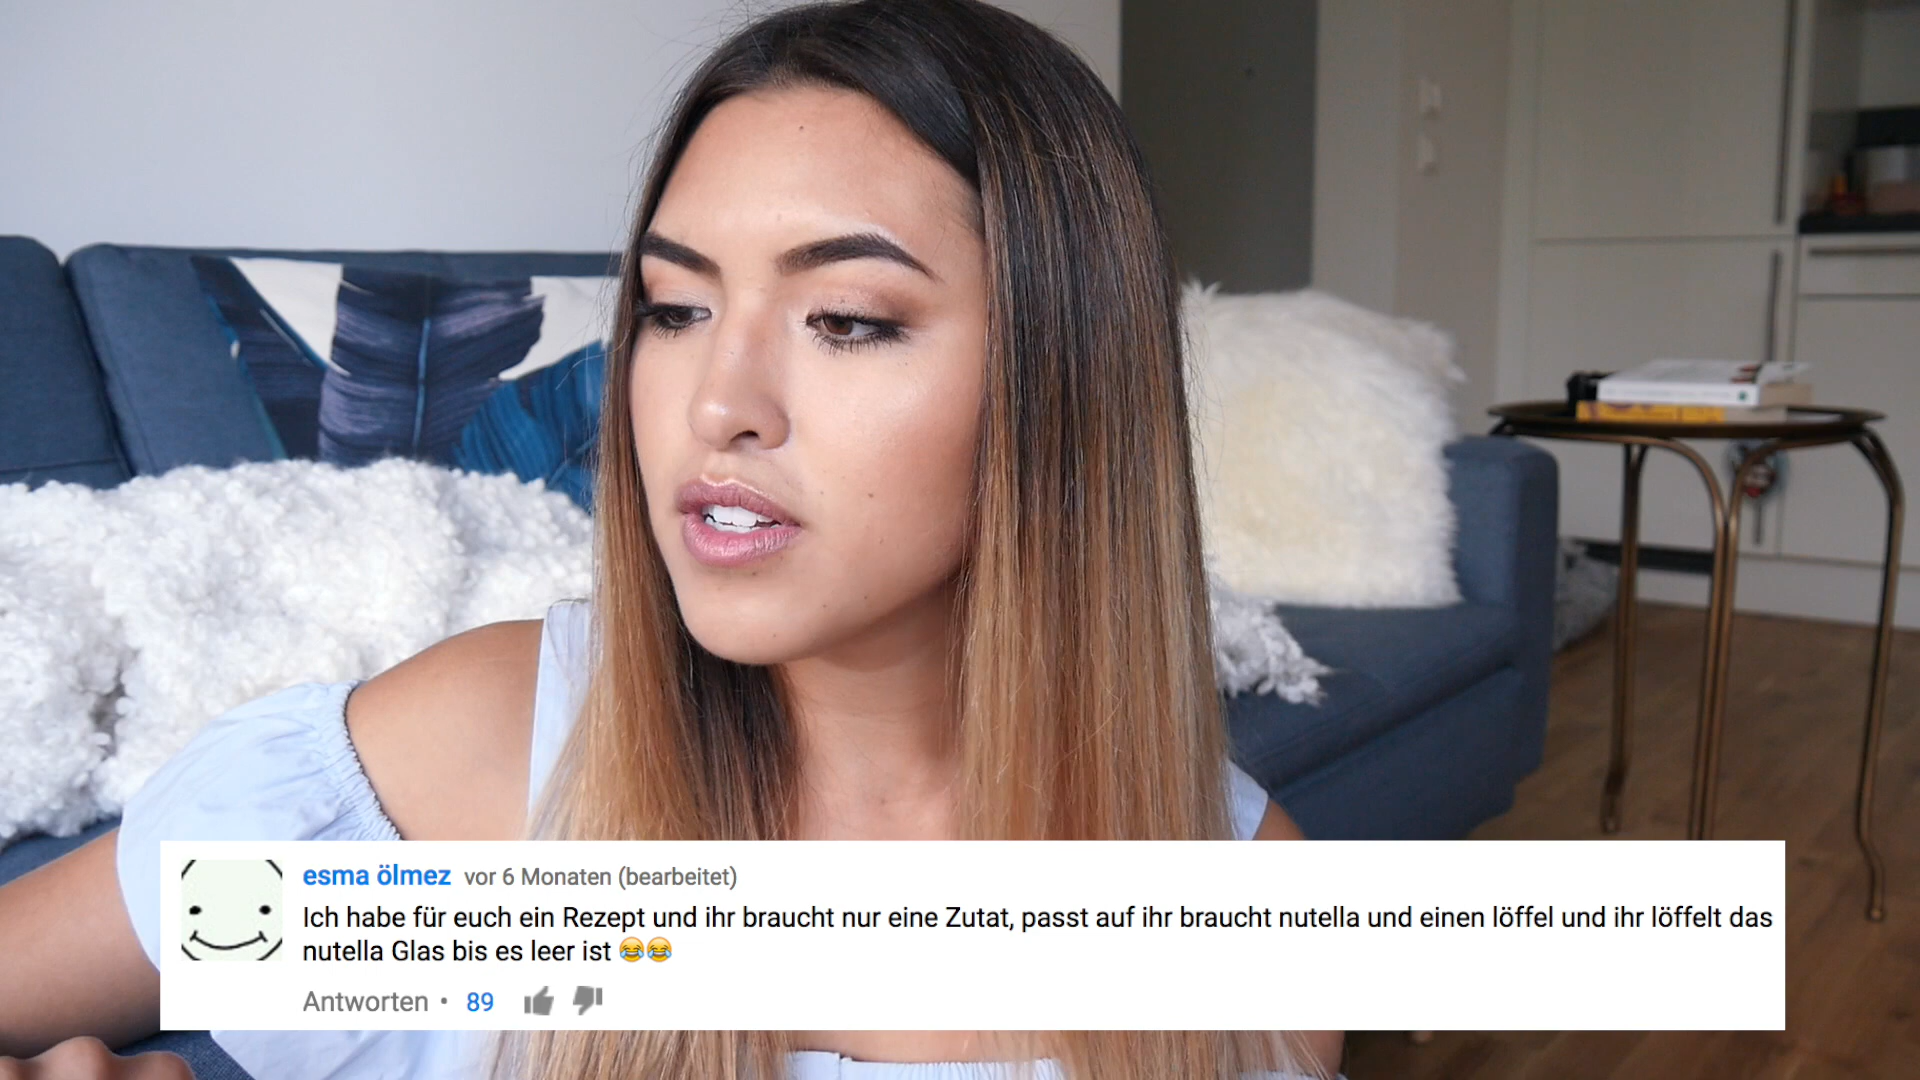 esma ölmez vor 6 Monaten (bearbeitet)
Ich habe für euch ein Rezept und ihr braucht nur eine Zutat, passt auf ihr braucht nutella und einen löffel und ihr löffelt das
nutella Glas bis es leer ist 😂😂
Antworten • 89